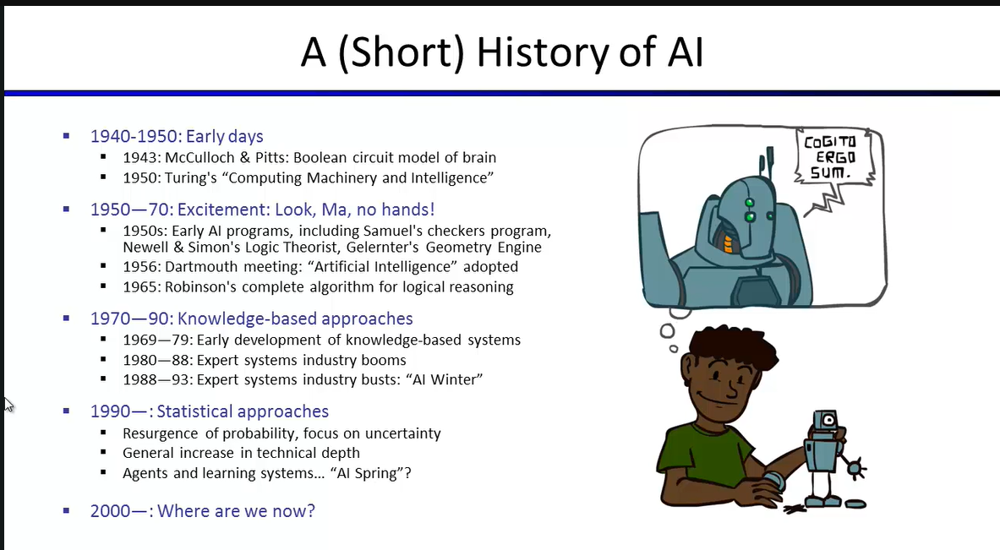 A (Short) History of AI
1940-1950: Early days
1943: McCulloch & Pitts: Boolean circuit model of brain
1950: Turing's “Computing Machinery and Intelligence”
1950—70: Excitement: Look, Ma, no hands!
1950s: Early AI programs, including Samuel's checkers program,
Newell & Simon's Logic Theorist, Gelernter's Geometry Engine
1956: Dartmouth meeting: “Artificial Intelligence” adopted
1965: Robinson's complete algorithm for logical reasoning
1970—90: Knowledge-based approaches
1969—79: Early development of knowledge-based systems
1980—88: Expert systems industry booms
1988—93: Expert systems industry busts: “AI Winter”
1990—: Statistical approaches
Resurgence of probability, focus on uncertainty
General increase in technical depth
Agents and learning systems… “AI Spring”?
2000—: Where are we now?
COGITO
ERGO
SUM.